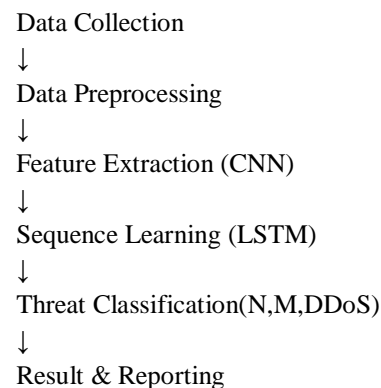 Data Collection
↓
Data Preprocessing
↓
Feature Extraction (CNN)
↓
Sequence Learning (LSTM)
↓
Threat Classification(N,M,DDoS)
↓
Result & Reporting